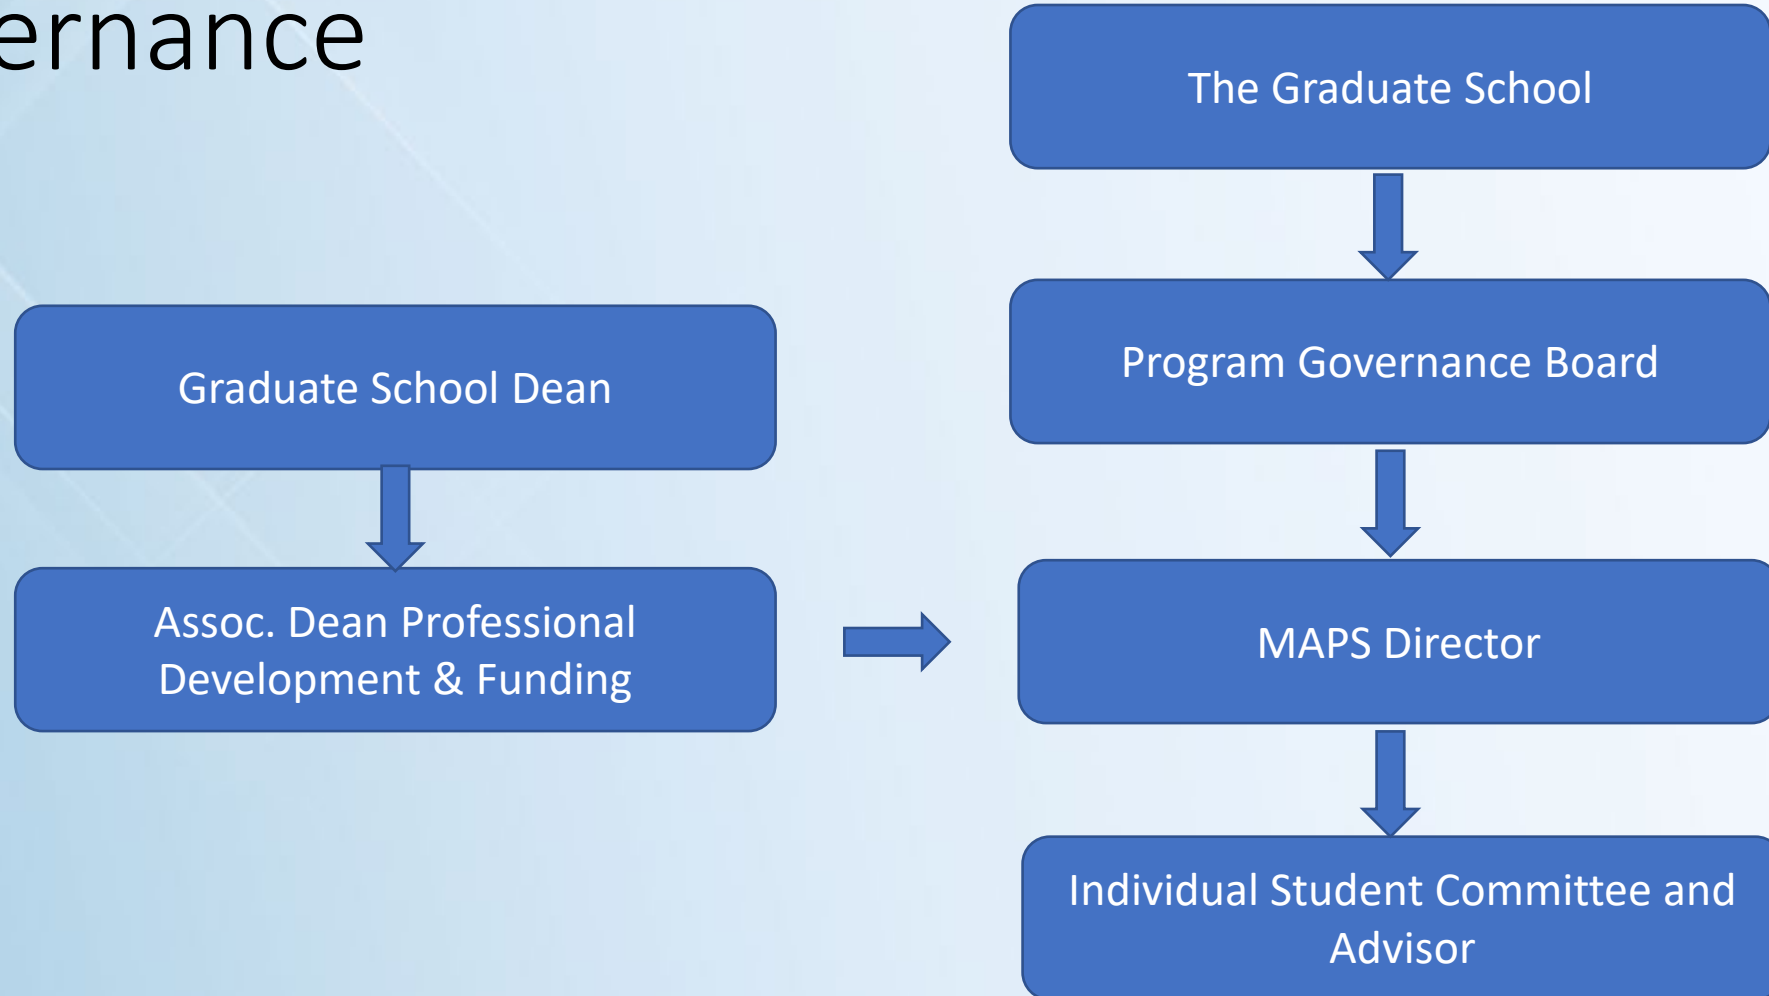 ernance
The Graduate School
Program Governance Board
Graduate School Dean
Assoc. Dean Professional
Development & Funding
MAPS Director
Individual Student Committee and
Advisor